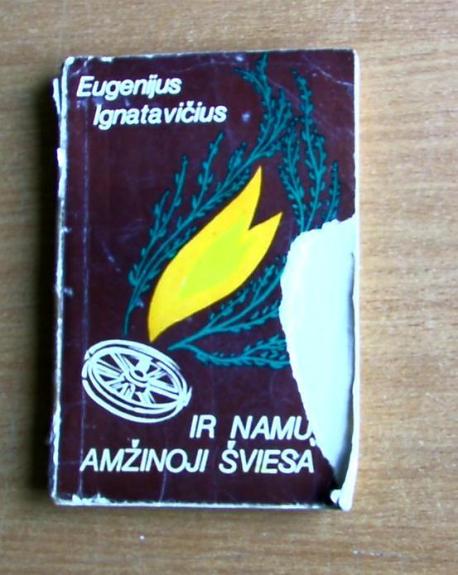 Eugenijus
Ignatavičius
IR NAMŲ
AMŽINOJI ŠVIESA